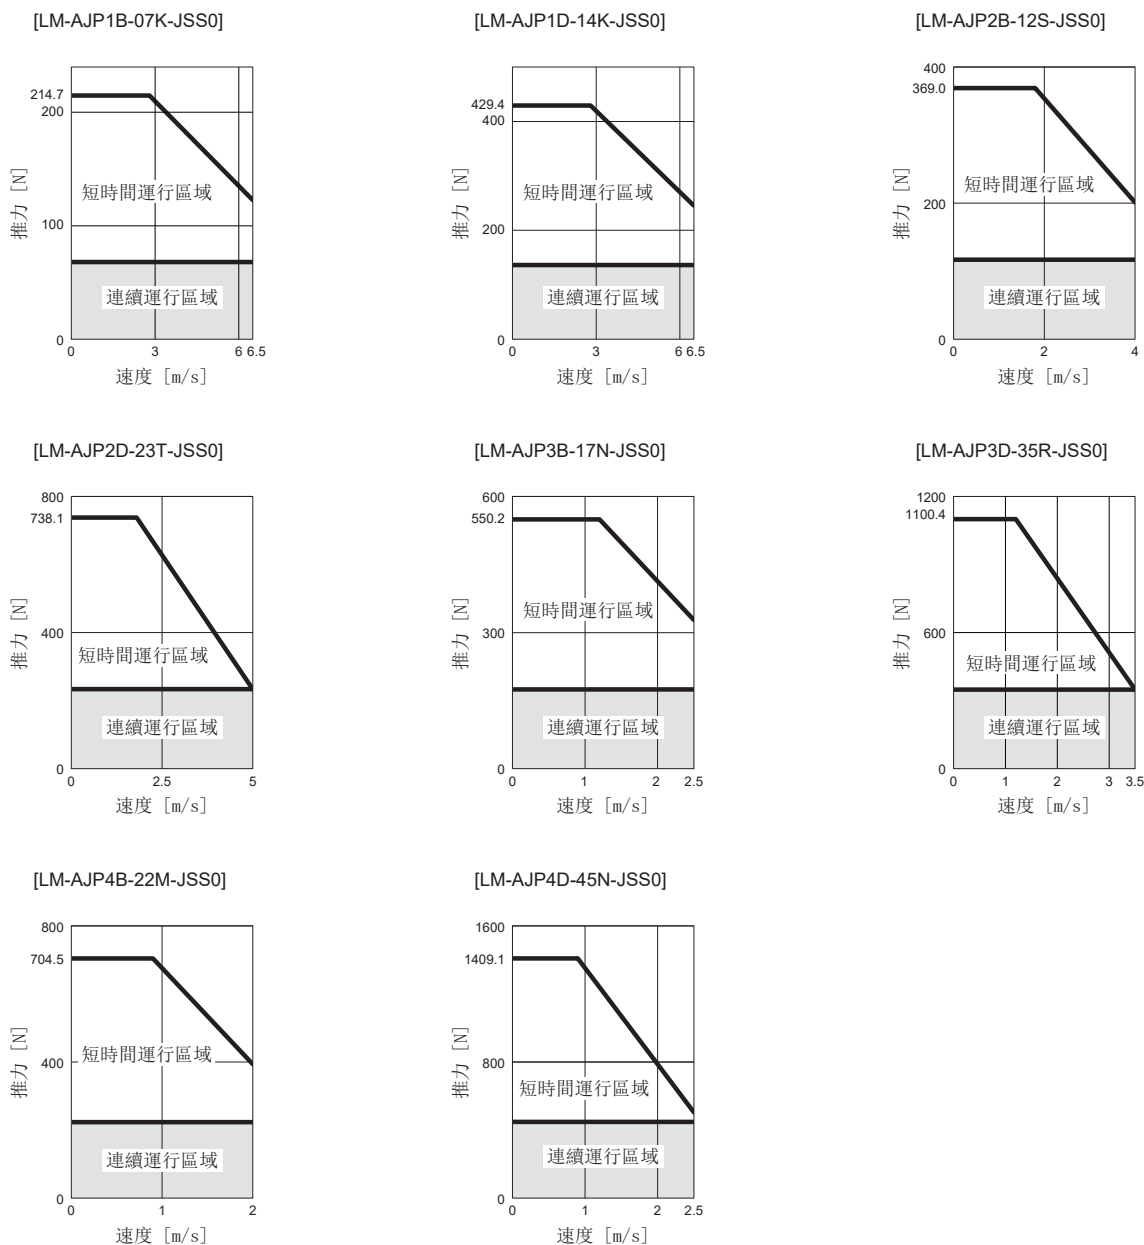 [LM-AJP1B-07K-JSS0]
214.7
200
100
0
推力 [N]
短時間運行區域
連續運行區域
0 3 6 6.5
速度 [m/s]
[LM-AJP1D-14K-JSS0]
429.4
400
200
0
推力 [N]
短時間運行區域
連續運行區域
0 3 6 6.5
速度 [m/s]
[LM-AJP2B-12S-JSS0]
400
369.0
200
0
推力 [N]
短時間運行區域
連續運行區域
0 2 4
速度 [m/s]
[LM-AJP2D-23T-JSS0]
800
738.1
400
0
推力 [N]
短時間運行區域
連續運行區域
0 2.5 5
速度 [m/s]
[LM-AJP3B-17N-JSS0]
600
550.2
300
0
推力 [N]
短時間運行區域
連續運行區域
0 1 2 2.5
速度 [m/s]
[LM-AJP3D-35R-JSS0]
1200
1100.4
600
0
推力 [N]
短時間運行區域
連續運行區域
0 1 2 3 3.5
速度 [m/s]
[LM-AJP4B-22M-JSS0]
800
704.5
400
0
推力 [N]
短時間運行區域
連續運行區域
0 1 2
速度 [m/s]
[LM-AJP4D-45N-JSS0]
1600
1409.1
800
0
推力 [N]
短時間運行區域
連續運行區域
0 1 2 2.5
速度 [m/s]